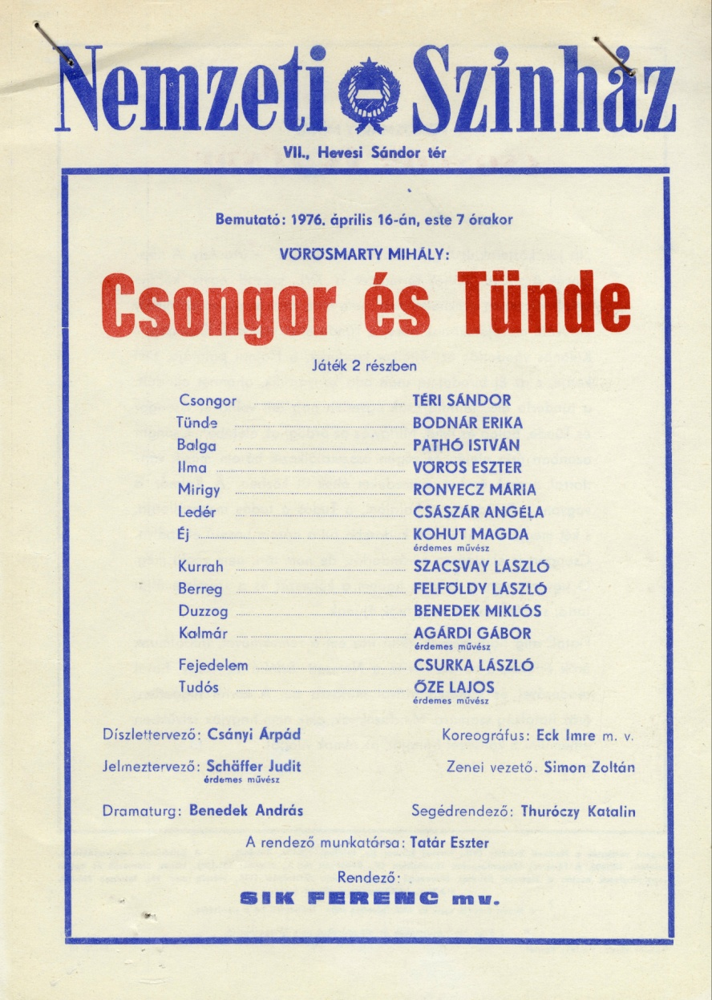 Nemzeti Színház
VII., Hevesi Sándor tér
Bemutató: 1976. április 16-án, este 7 órakor
VÖRÖSMARTY MIHÁLY:
Csongor és Tünde
Játék 2 részben
Csongor TÉRI SÁNDOR
Tünde BODNÁR ERIKA
Balga PATHÓ ISTVÁN
Ilma VÖRÖS ESZTER
Mirigy RONYECZ MÁRIA
Ledér CSÁSZÁR ANGÉLA
Éj KOHUT MAGDA
érdemes művész
Kurrah SZACSVAY LÁSZLÓ
Berreg FELFÖLDY LÁSZLÓ
Duzzog BENEDEK MIKLÓS
Kalmár AGÁRDI GÁBOR
érdemes művész
Fejedelem CSURKA LÁSZLÓ
Tudós ŐZE LAJOS
érdemes művész
Díszlettervező: Csányi Árpád Koreográfus: Eck Imre m. v.
Jelmeztervező: Schäffer Judit Zenei vezető. Simon Zoltán
érdemes művész
Dramaturg: Benedek András Segédrendező: Thuróczy Katalin
A rendező munkatársa: Tatár Eszter
Rendező:
SIK FERENC mv.